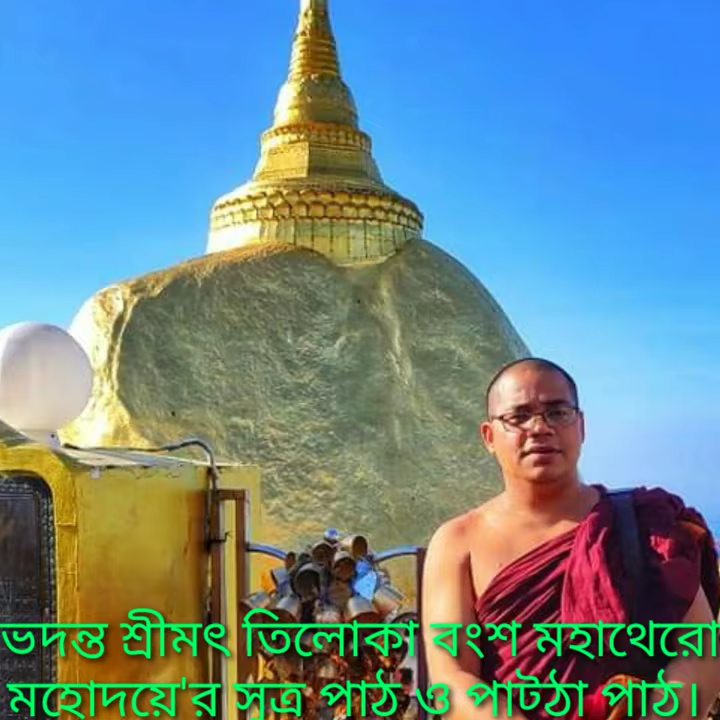 ভদন্ত শ্রীমৎ তিলোকা বংশ মহাথেরো
মহোদয়ে'র সূত্র পাঠ ও পাটঠা পাঠ।